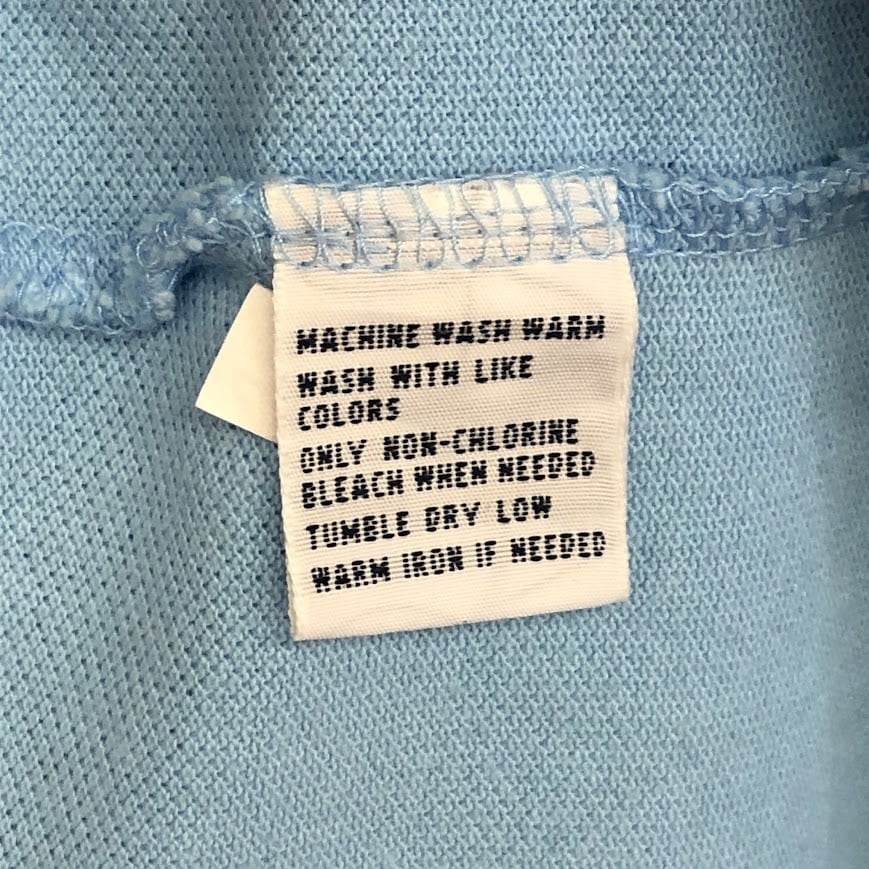 MACHINE WASH WARM
WASH WITH LIKE
COLORS
ONLY NON-CHLORINE
BLEACH WHEN NEEDED
TUMBLE DRY LOW
WARM IRON IF NEEDED